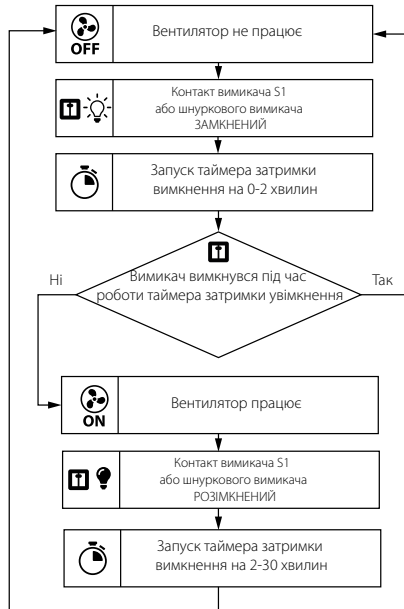 OFF
Вентилятор не працює
Контакт вимикача S1
або шнуркового вимикача
ЗАМКНЕНИЙ
Запуск таймера затримки
вимкнення на 0-2 хвилин
Ні
Вимикач вимкнувся під час
роботи таймера затримки увімкнення
Так
ON
Вентилятор працює
Контакт вимикача S1
або шнуркового вимикача
РОЗІМКНЕНИЙ
Запуск таймера затримки
вимкнення на 2-30 хвилин